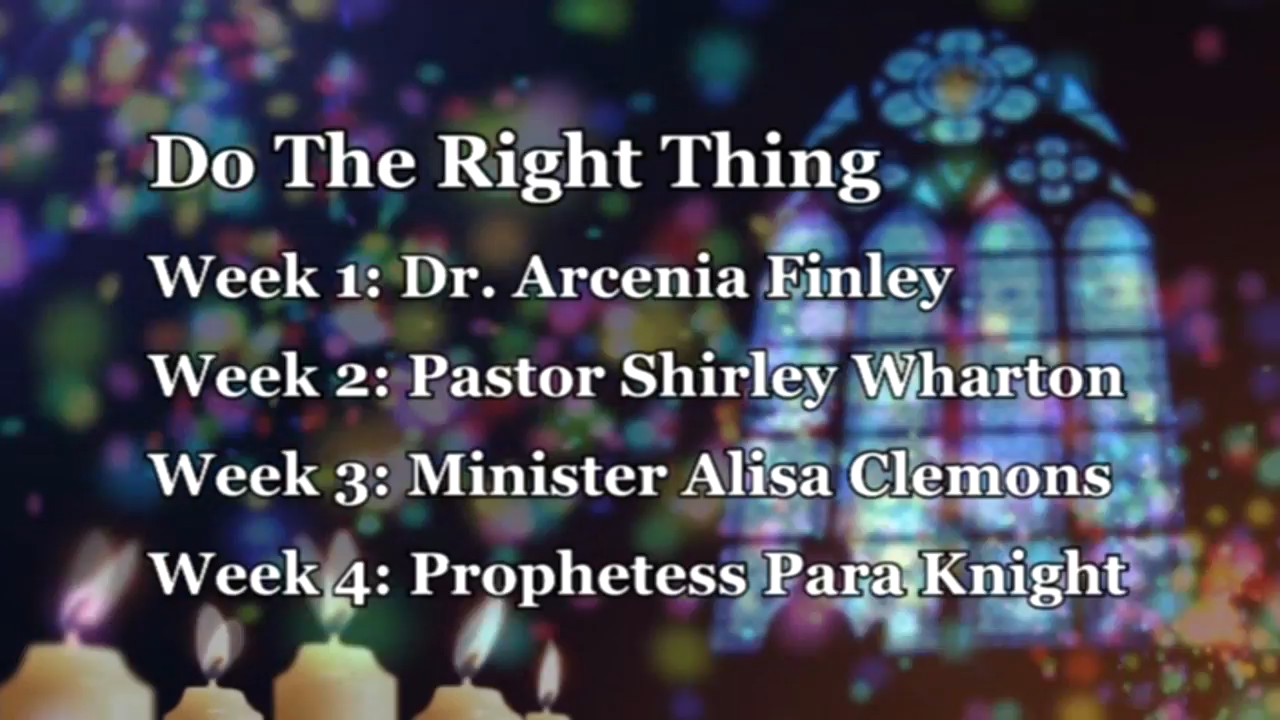 Do The Right Thing
Week 1: Dr. Arcenia Finley
Week 2: Pastor Shirley Wharton
Week 3: Minister Alisa Clemons
Week 4: Prophetess Para Knight